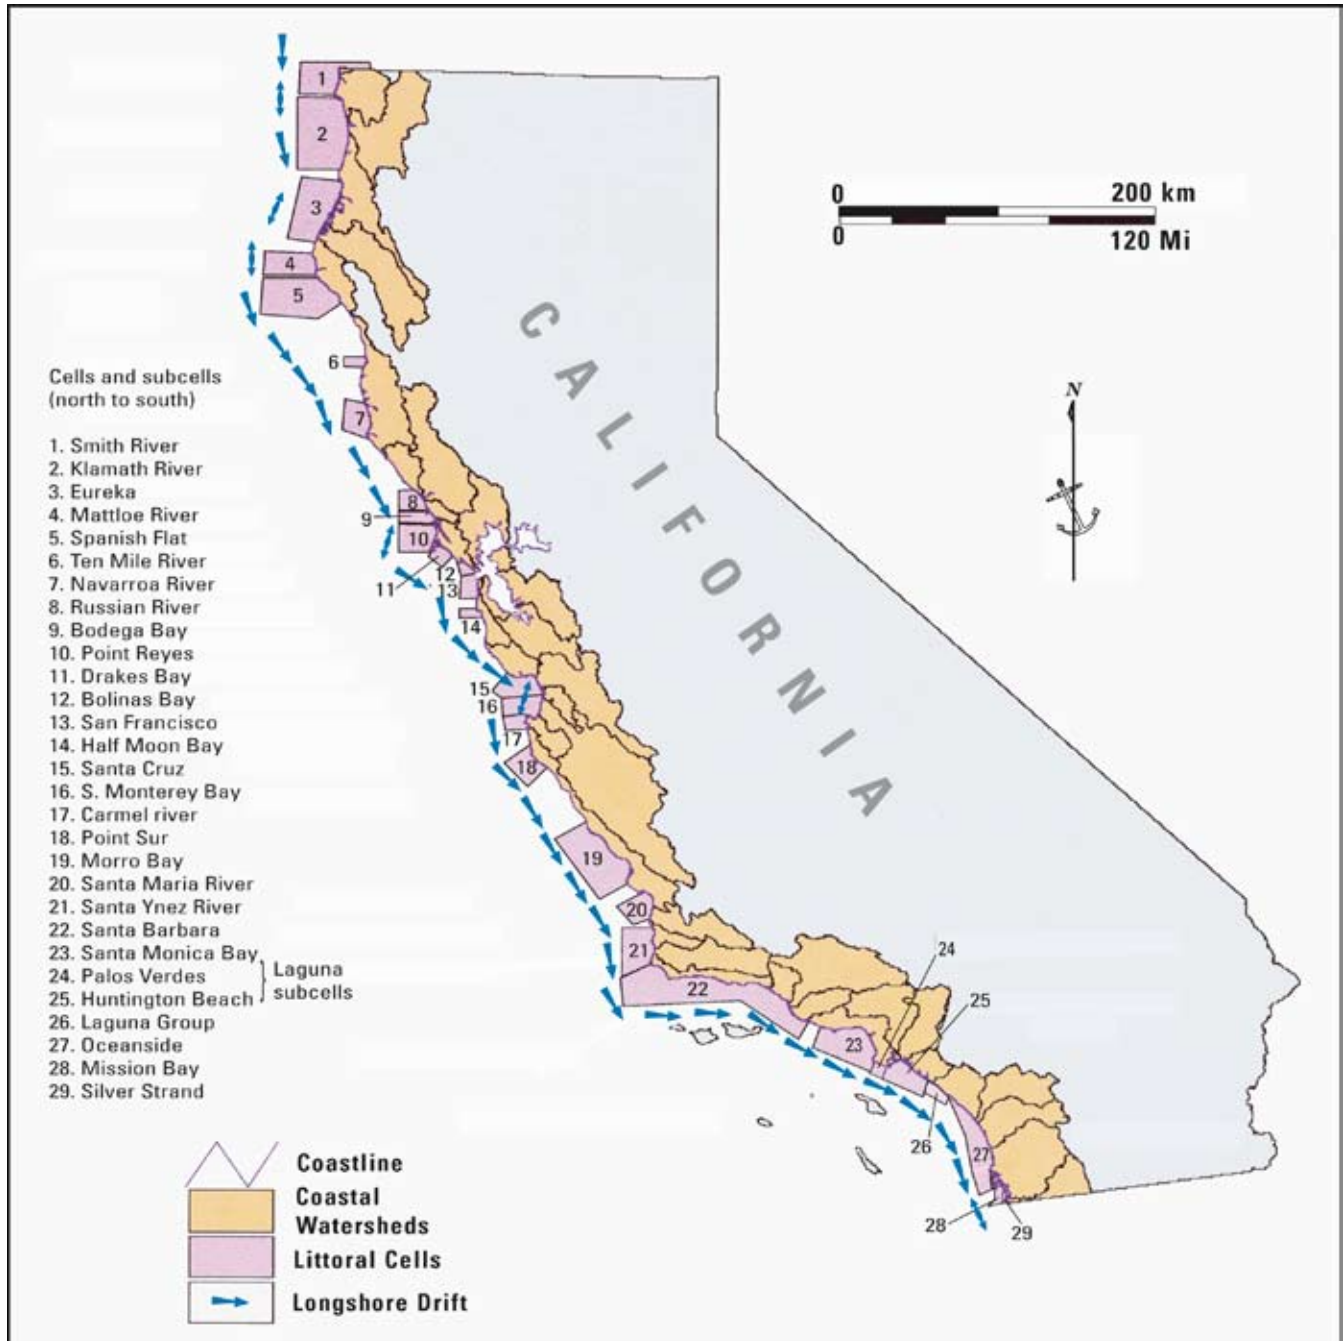 1
2
3
4
5
6
7
8
9
10
11
12
13
14
15
16
17
18
19
20
21
22
23
24
25
26
27
28
29
CALIFORNIA
0 200 km
0 120 Mi
N
Cells and subcells
(north to south)
1. Smith River
2. Klamath River
3. Eureka
4. Mattloe River
5. Spanish Flat
6. Ten Mile River
7. Navarroa River
8. Russian River
9. Bodega Bay
10. Point Reyes
11. Drakes Bay
12. Bolinas Bay
13. San Francisco
14. Half Moon Bay
15. Santa Cruz
16. S. Monterey Bay
17. Carmel river
18. Point Sur
19. Morro Bay
20. Santa Maria River
21. Santa Ynez River
22. Santa Barbara
23. Santa Monica Bay
24. Palos Verdes
25. Huntington Beach
Laguna
subcells
26. Laguna Group
27. Oceanside
28. Mission Bay
29. Silver Strand
Coastline
Coastal
Watersheds
Littoral Cells
Longshore Drift